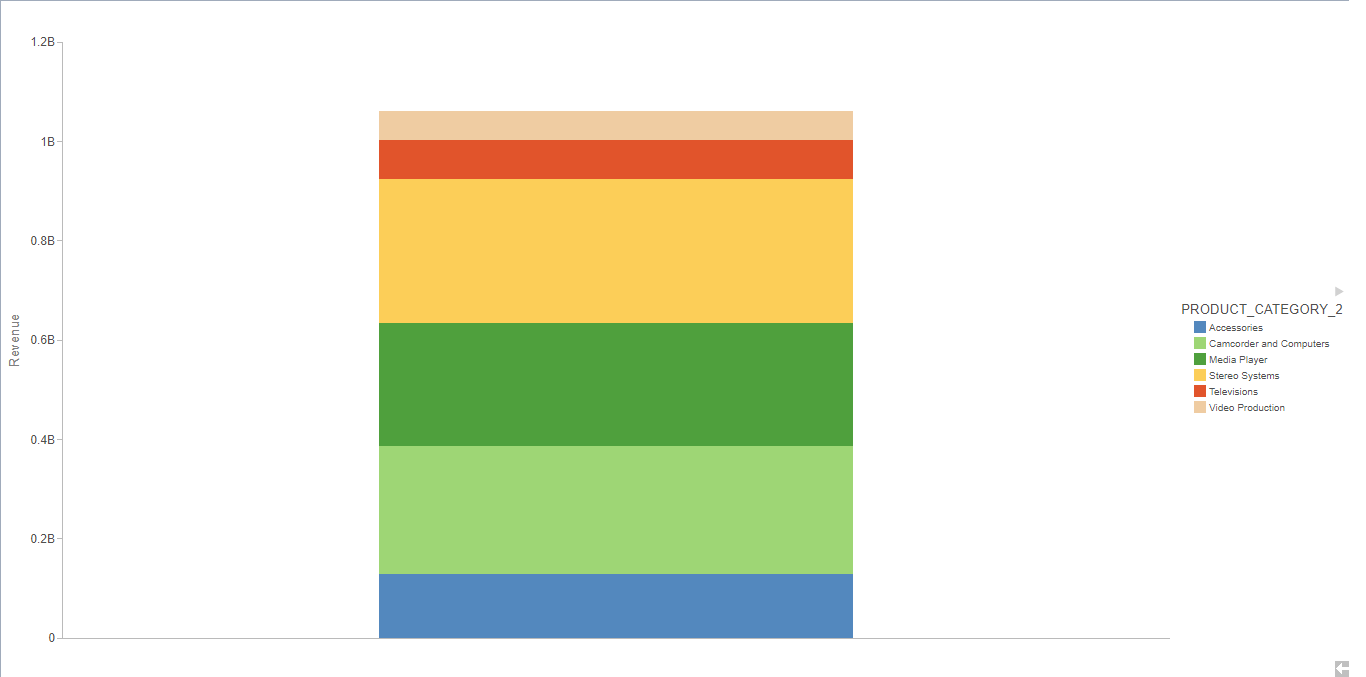 1.2B
1B
0.8B
0.6B
0.4B
0.2B
0
Revenue
PRODUCT_CATEGORY_2
Accessories
Camcorder and Computers
Media Player
Stereo Systems
Televisions
Video Production